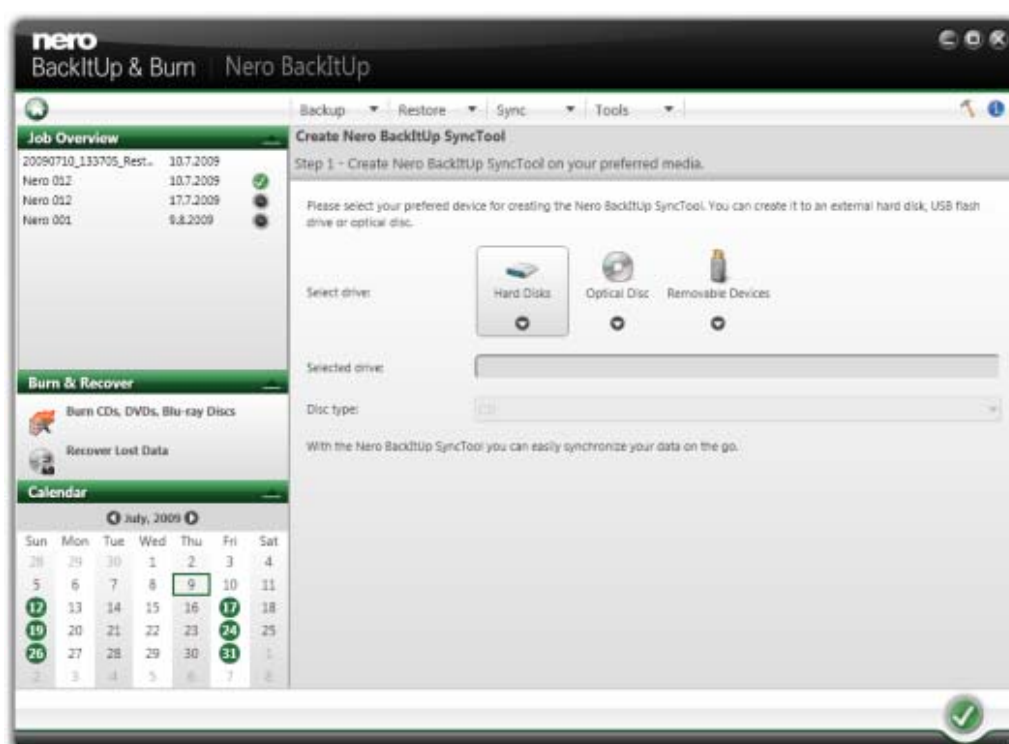 nero
BackItUp & Burn Nero BackItUp
Backup Restore Sync Tools
Job Overview
20090710_133705_Rest... 10.7.2009
Nero 012 10.7.2009
Nero 012 17.7.2009
Nero 001 9.8.2009
Burn & Recover
Burn CDs, DVDs, Blu-ray Discs
Recover Lost Data
Calendar
July, 2009
Sun Mon Tue Wed Thu Fri Sat
28 29 30 1 2 3 4
5 6 7 8 9 10 11
12 13 14 15 16 17 18
19 20 21 22 23 24 25
26 27 28 29 30 31 1
2 3 4 5 6 7 8
Create Nero BackItUp SyncTool
Step 1 - Create Nero BackItUp SyncTool on your preferred media.
Please select your prefered device for creating the Nero BackItUp SyncTool. You can create it to an external hard disk, USB flash
drive or optical disc.
Select drive:
Hard Disks Optical Disc Removable Devices
Selected drive:
Disc type: CD
With the Nero BackItUp SyncTool you can easily synchronize your data on the go.